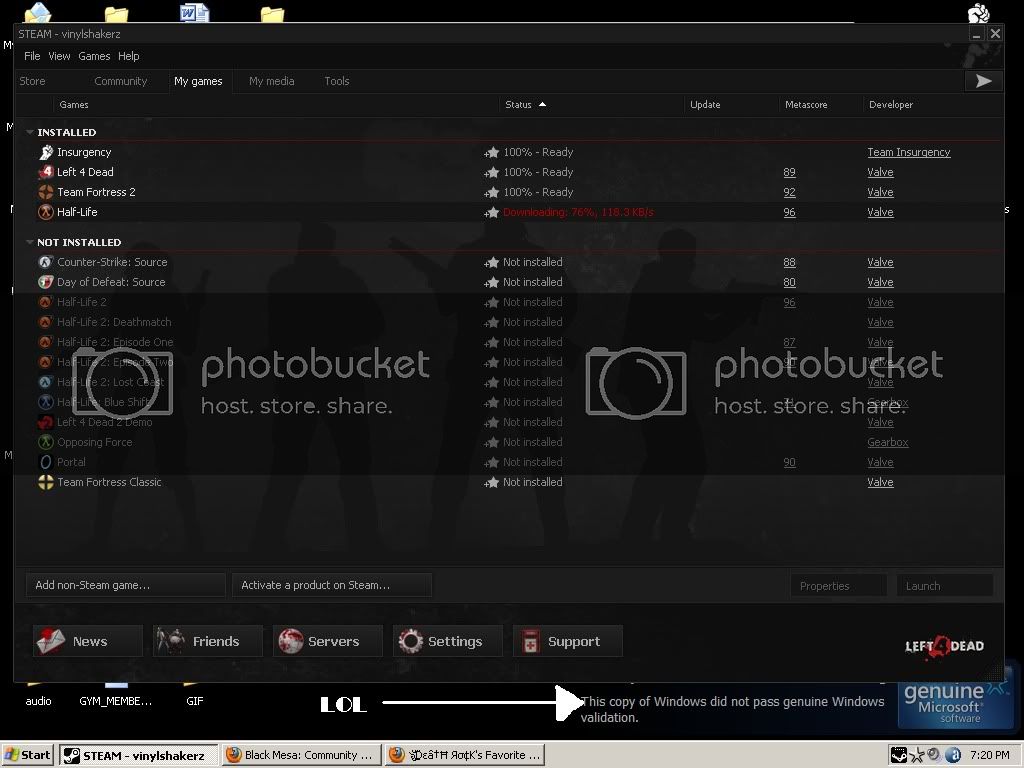 STEAM - vinylshakerz
File View Games Help
Store Community My games My media Tools
Games Status Update Metascore Developer
INSTALLED
Insurgency 100% - Ready Team Insurgency
Left 4 Dead 100% - Ready 89 Valve
Team Fortress 2 100% - Ready 92 Valve
Half-Life Downloading: 76%, 118.3 KB/s 96 Valve
NOT INSTALLED
Counter-Strike: Source Not installed 88 Valve
Day of Defeat: Source Not installed 80 Valve
Half-Life 2 Not installed 96 Valve
Half-Life 2: Deathmatch Not installed Valve
Half-Life 2: Episode One Not installed 87 Valve
Half-Life 2: Episode Two Not installed 90 Valve
Half-Life 2: Lost Coast Not installed Valve
Half-Life: Blue Shift Not installed 71 Gearbox
Left 4 Dead 2 Demo Not installed Valve
Opposing Force Not installed Gearbox
Portal Not installed 90 Valve
Team Fortress Classic Not installed Valve
photobucket photobucket
host. store. share. host. store. share.
Add non-Steam game... Activate a product on Steam... Properties Launch
News Friends Servers Settings Support LEFT 4 DEAD
audio GYM_MEMBE... GIF
LOL
This copy of Windows did not pass genuine Windows
validation.
genuine
Microsoft
software
Start STEAM - vinylshakerz Black Mesa: Community ... Favorite ... 7:20 PM